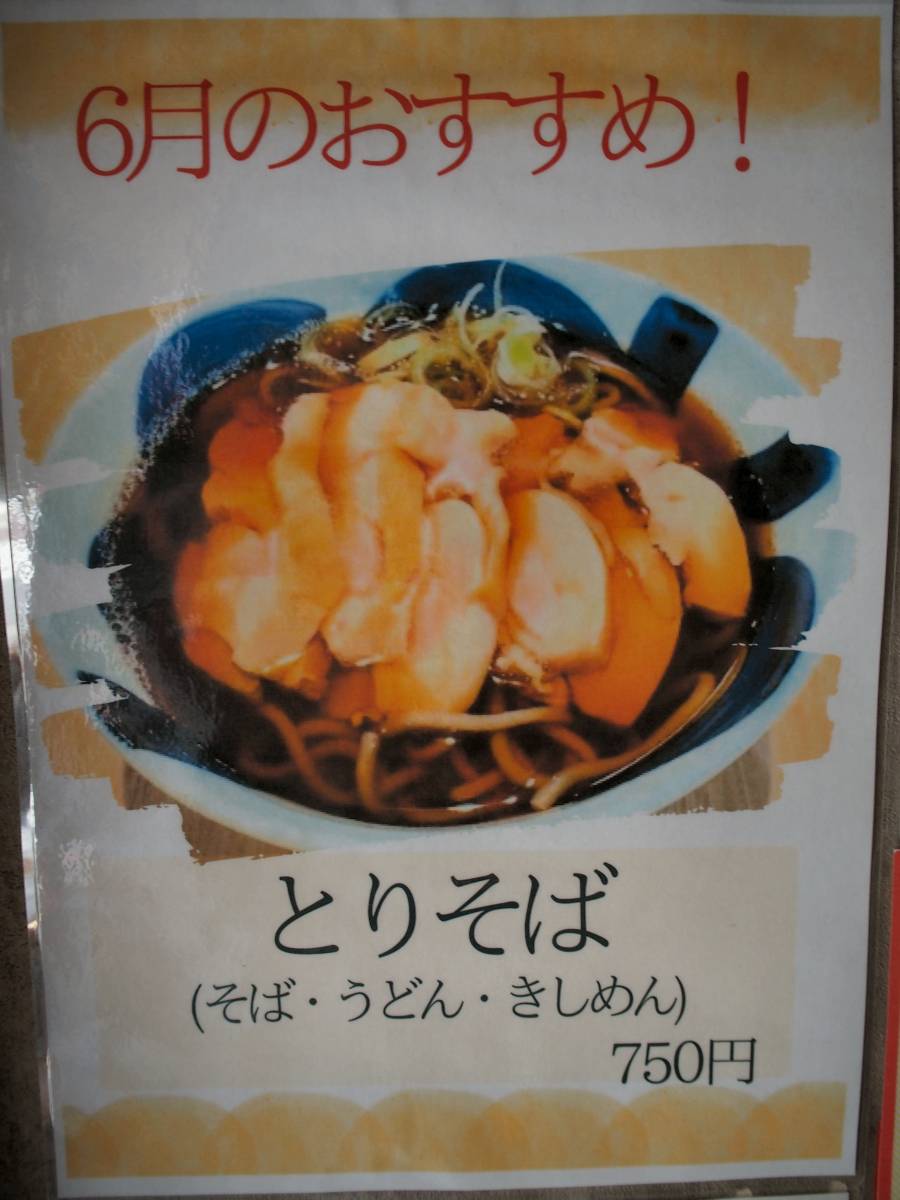 6月のおすすめ！
とりそば
(そば・うどん・きしめん)
750円